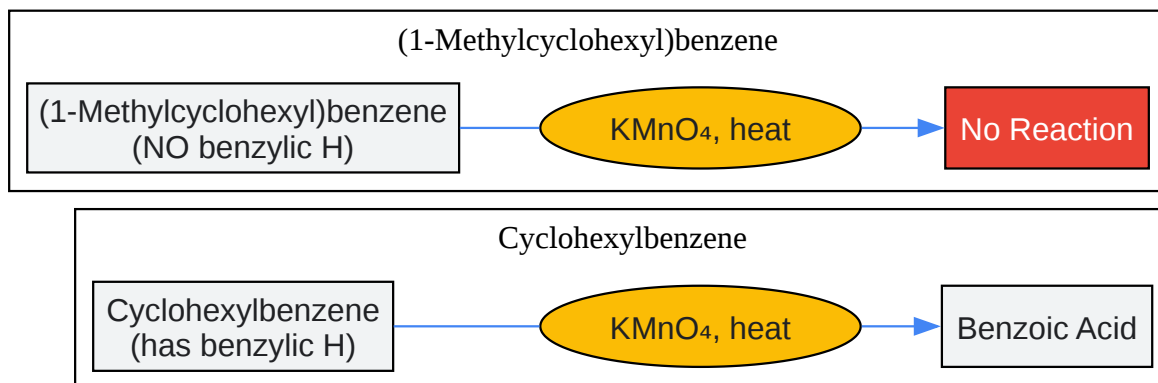 (1-Methylcyclohexyl)benzene
(1-Methylcyclohexyl)benzene
(NO benzylic H)
KMnO₄, heat
No Reaction
Cyclohexylbenzene
Cyclohexylbenzene
(has benzylic H)
KMnO₄, heat
Benzoic Acid